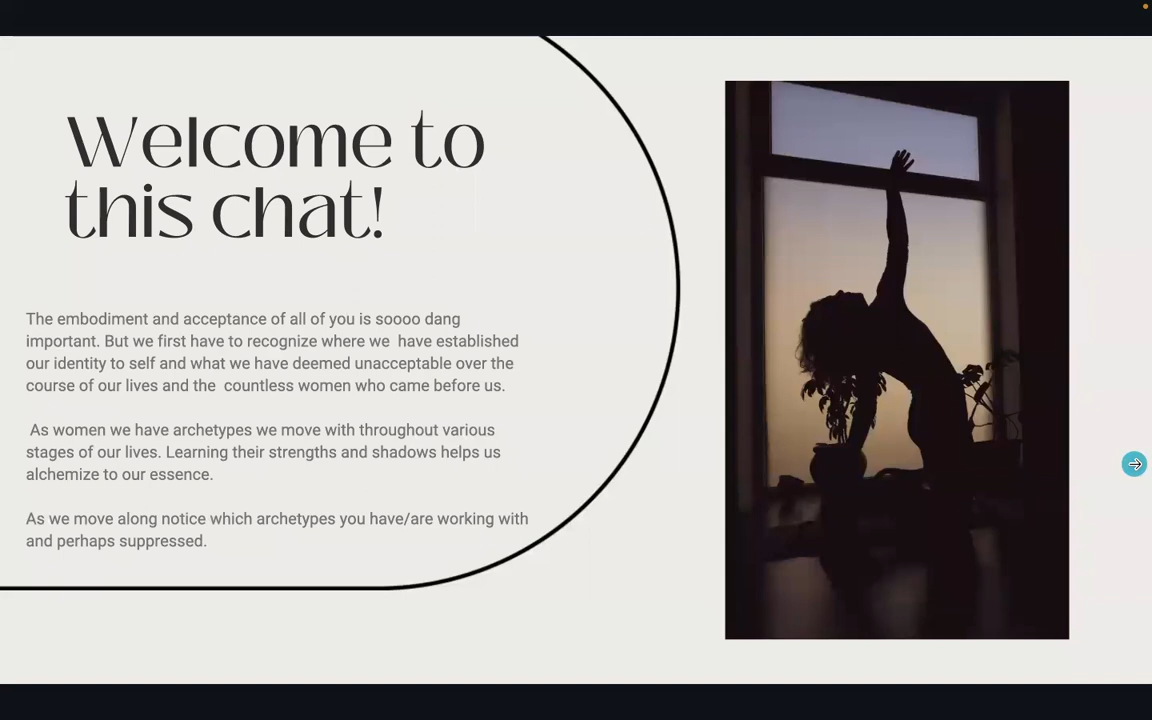 Welcome to
this chat!
The embodiment and acceptance of all of you is soooo dang
important. But we first have to recognize where we  have established
our identity to self and what we have deemed unacceptable over the
course of our lives and the  countless women who came before us.
As women we have archetypes we move with throughout various
stages of our lives. Learning their strengths and shadows helps us
alchemize to our essence.
As we move along notice which archetypes you have/are working with
and perhaps suppressed.